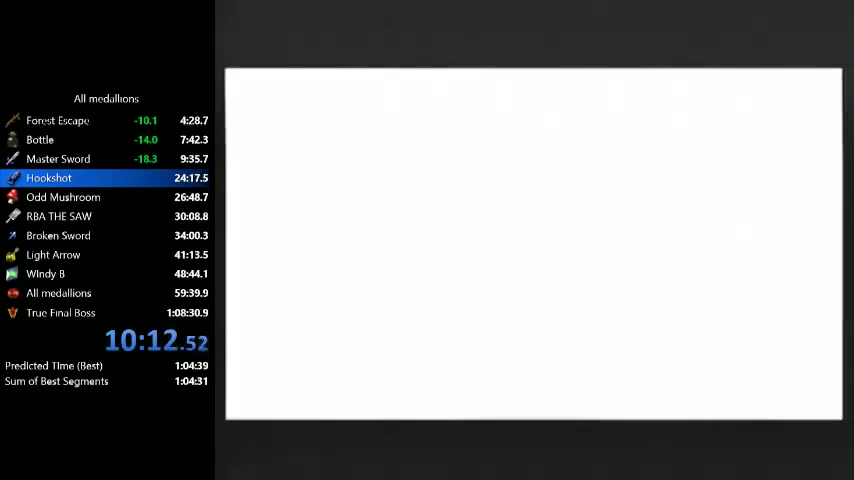 All medallions
Forest Escape -10.1 4:28.7
Bottle -14.0 7:42.3
Master Sword -18.3 9:35.7
Hookshot 24:17.5
Odd Mushroom 26:48.7
RBA THE SAW 30:08.8
Broken Sword 34:00.3
Light Arrow 41:13.5
Windy B 48:44.1
All medallions 59:39.9
True Final Boss 1:08:30.9
10:12.52
Predicted Time (Best) 1:04:39
Sum of Best Segments 1:04:31